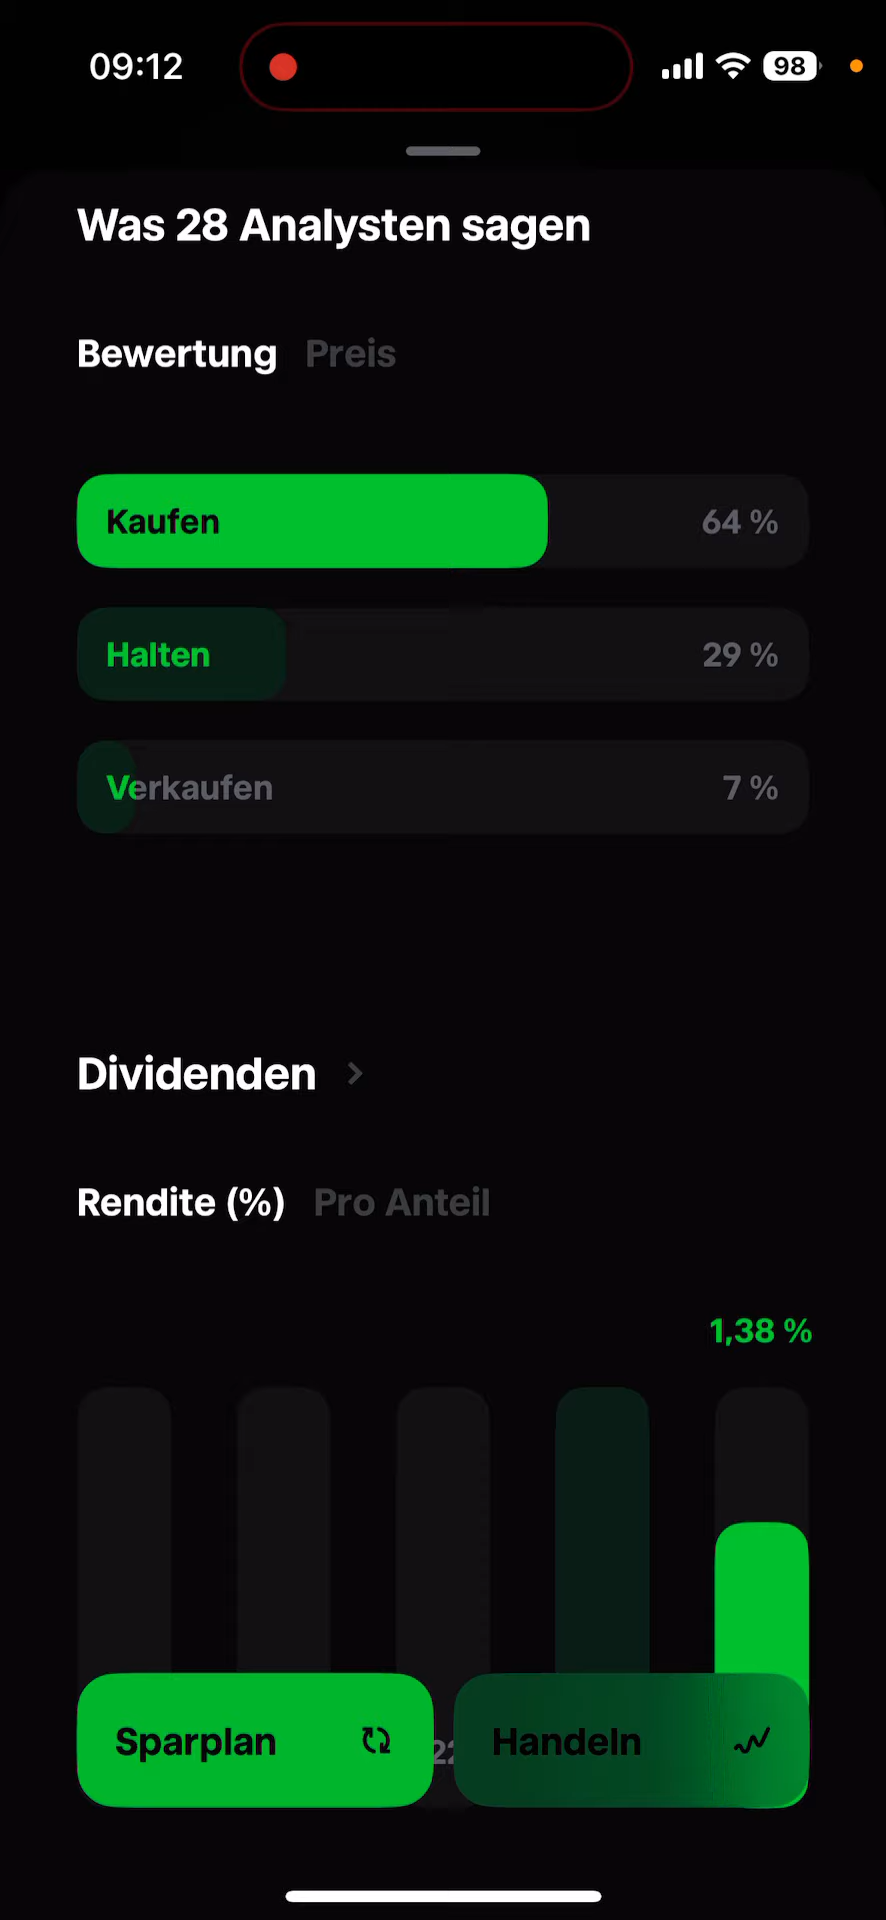 09:12
98
Was 28 Analysten sagen
Bewertung Preis
Kaufen 64 %
Halten 29 %
Verkaufen 7 %
Dividenden
Rendite (%) Pro Anteil
1,38 %
Sparplan
Handeln